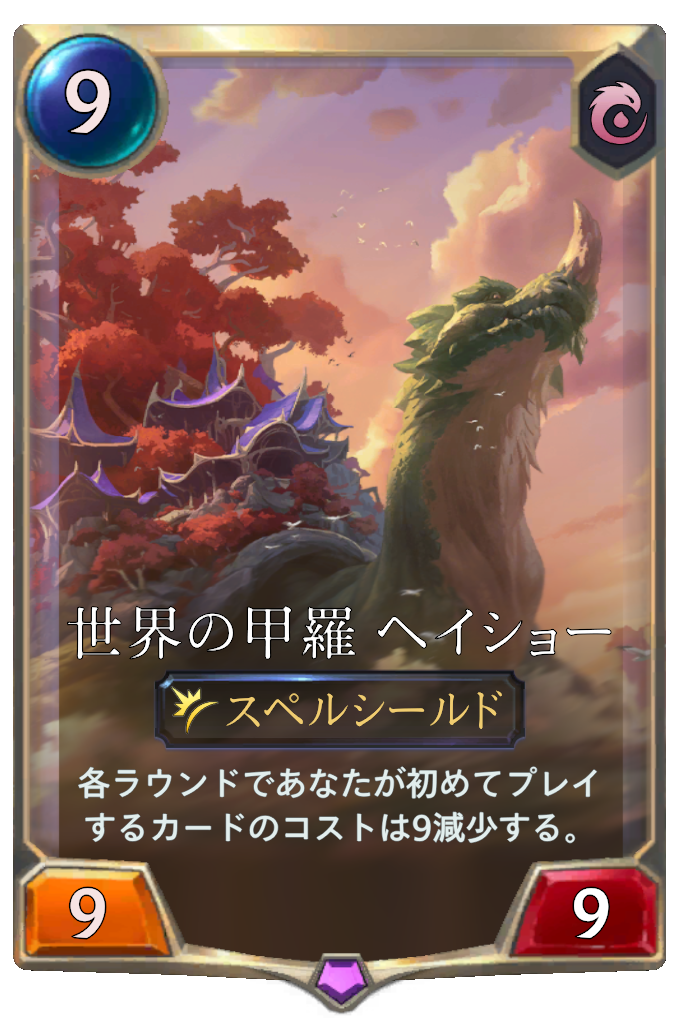 9
世界の甲羅 ヘイショー
スペルシールド
各ラウンドであなたが初めてプレイ
するカードのコストは9減少する。
9
9